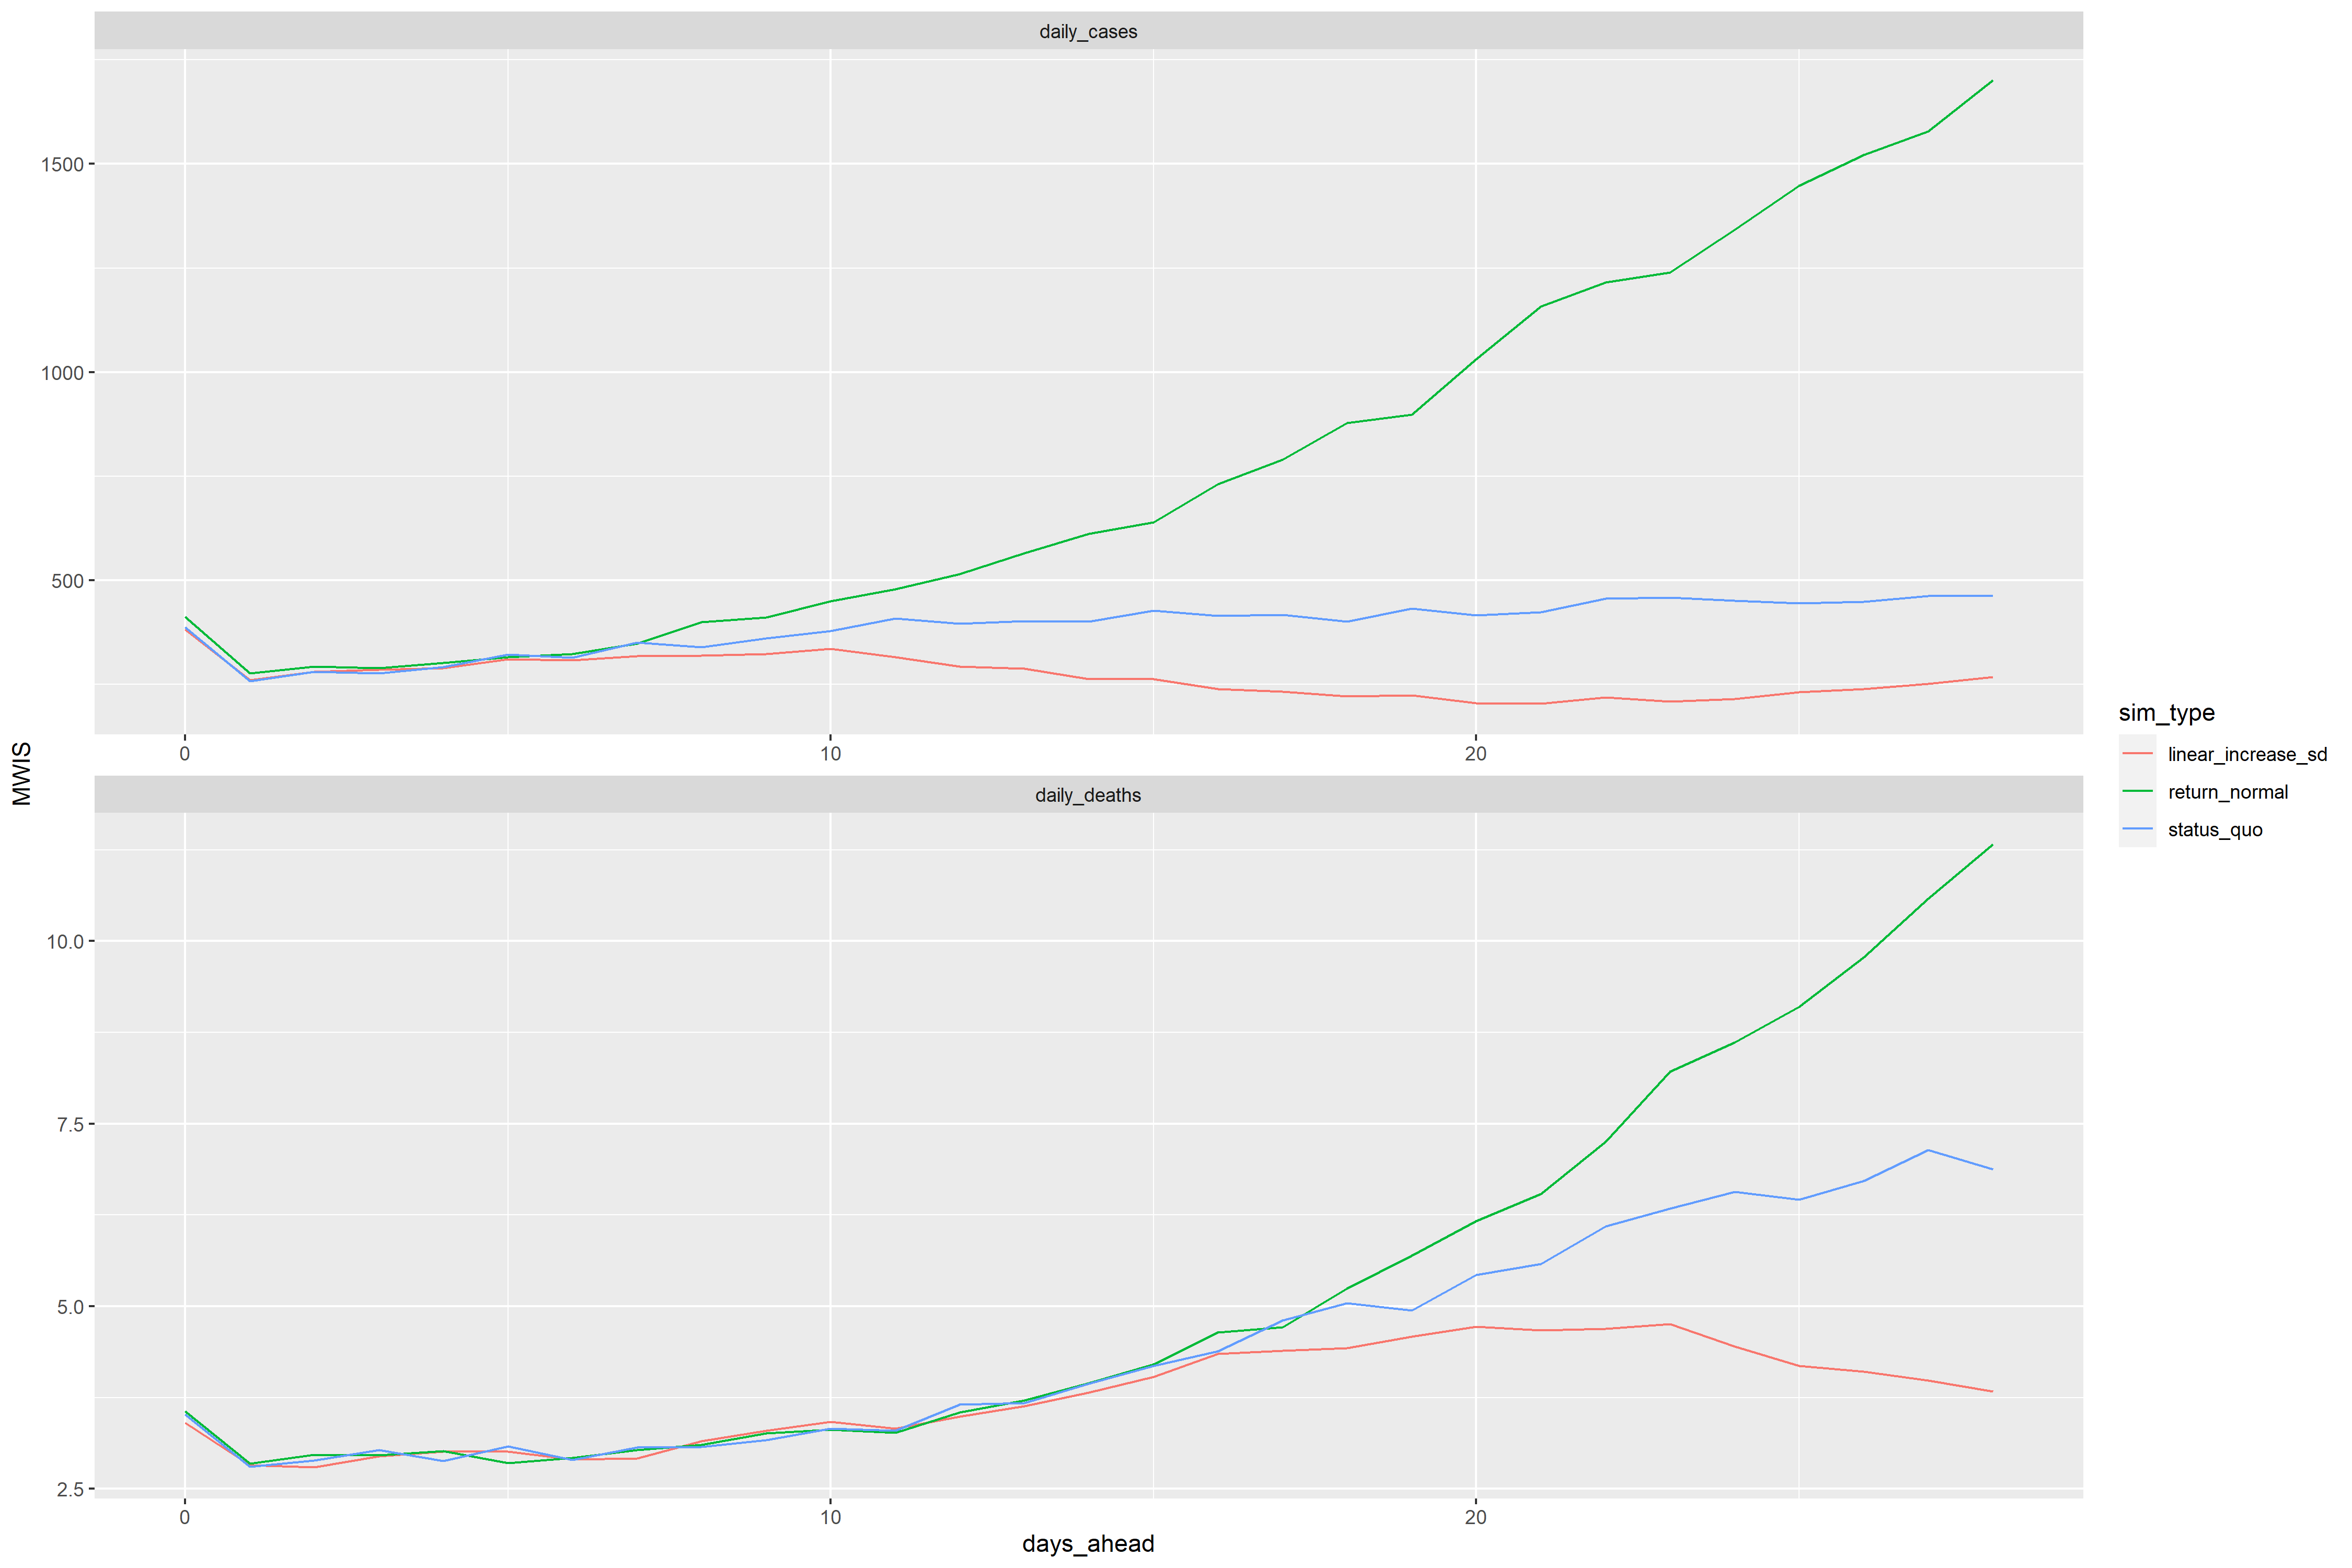 daily_cases
1500
1000
500
0 10 20
MWIS
daily_deaths
10.0
7.5
5.0
2.5
0 10 20
days_ahead
sim_type
linear_increase_sd
return_normal
status_quo